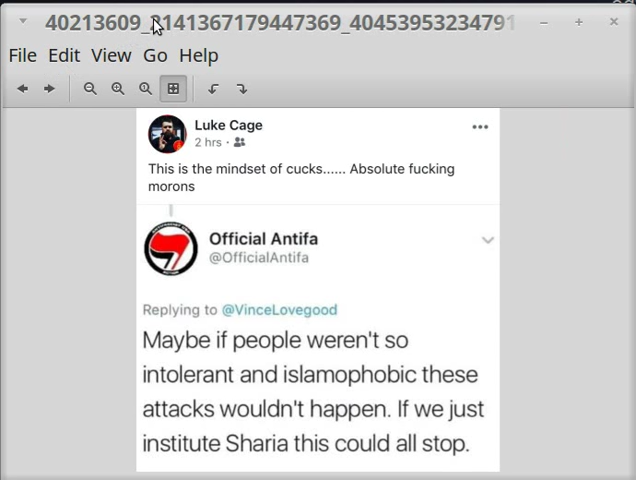 40213609_2141367179447369_40453953234791
File Edit View Go Help
Luke Cage
2 hrs ·
This is the mindset of cucks...... Absolute fucking
morons
Official Antifa
@OfficialAntifa
Replying to @VinceLovegood
Maybe if people weren't so
intolerant and islamophobic these
attacks wouldn't happen. If we just
institute Sharia this could all stop.